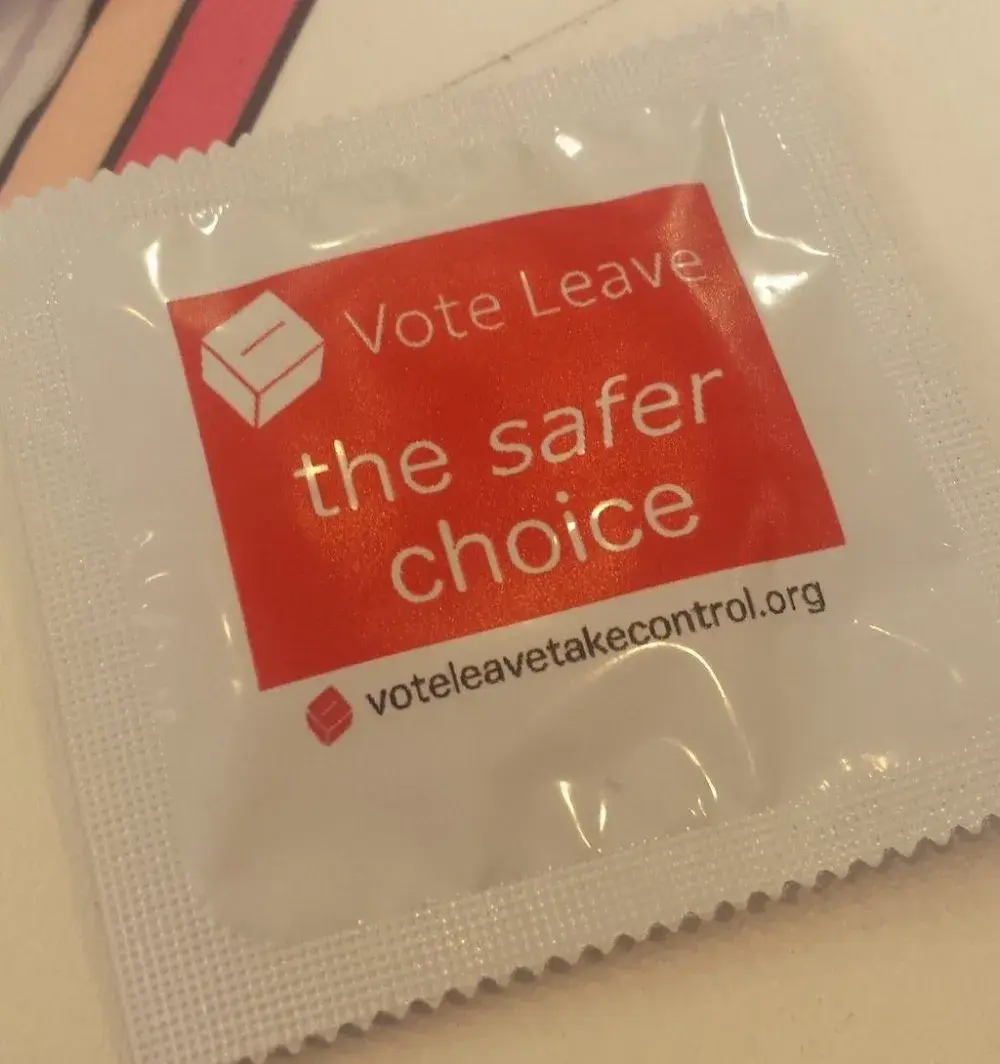 Vote Leave
the safer
choice
voteleavetakecontrol.org